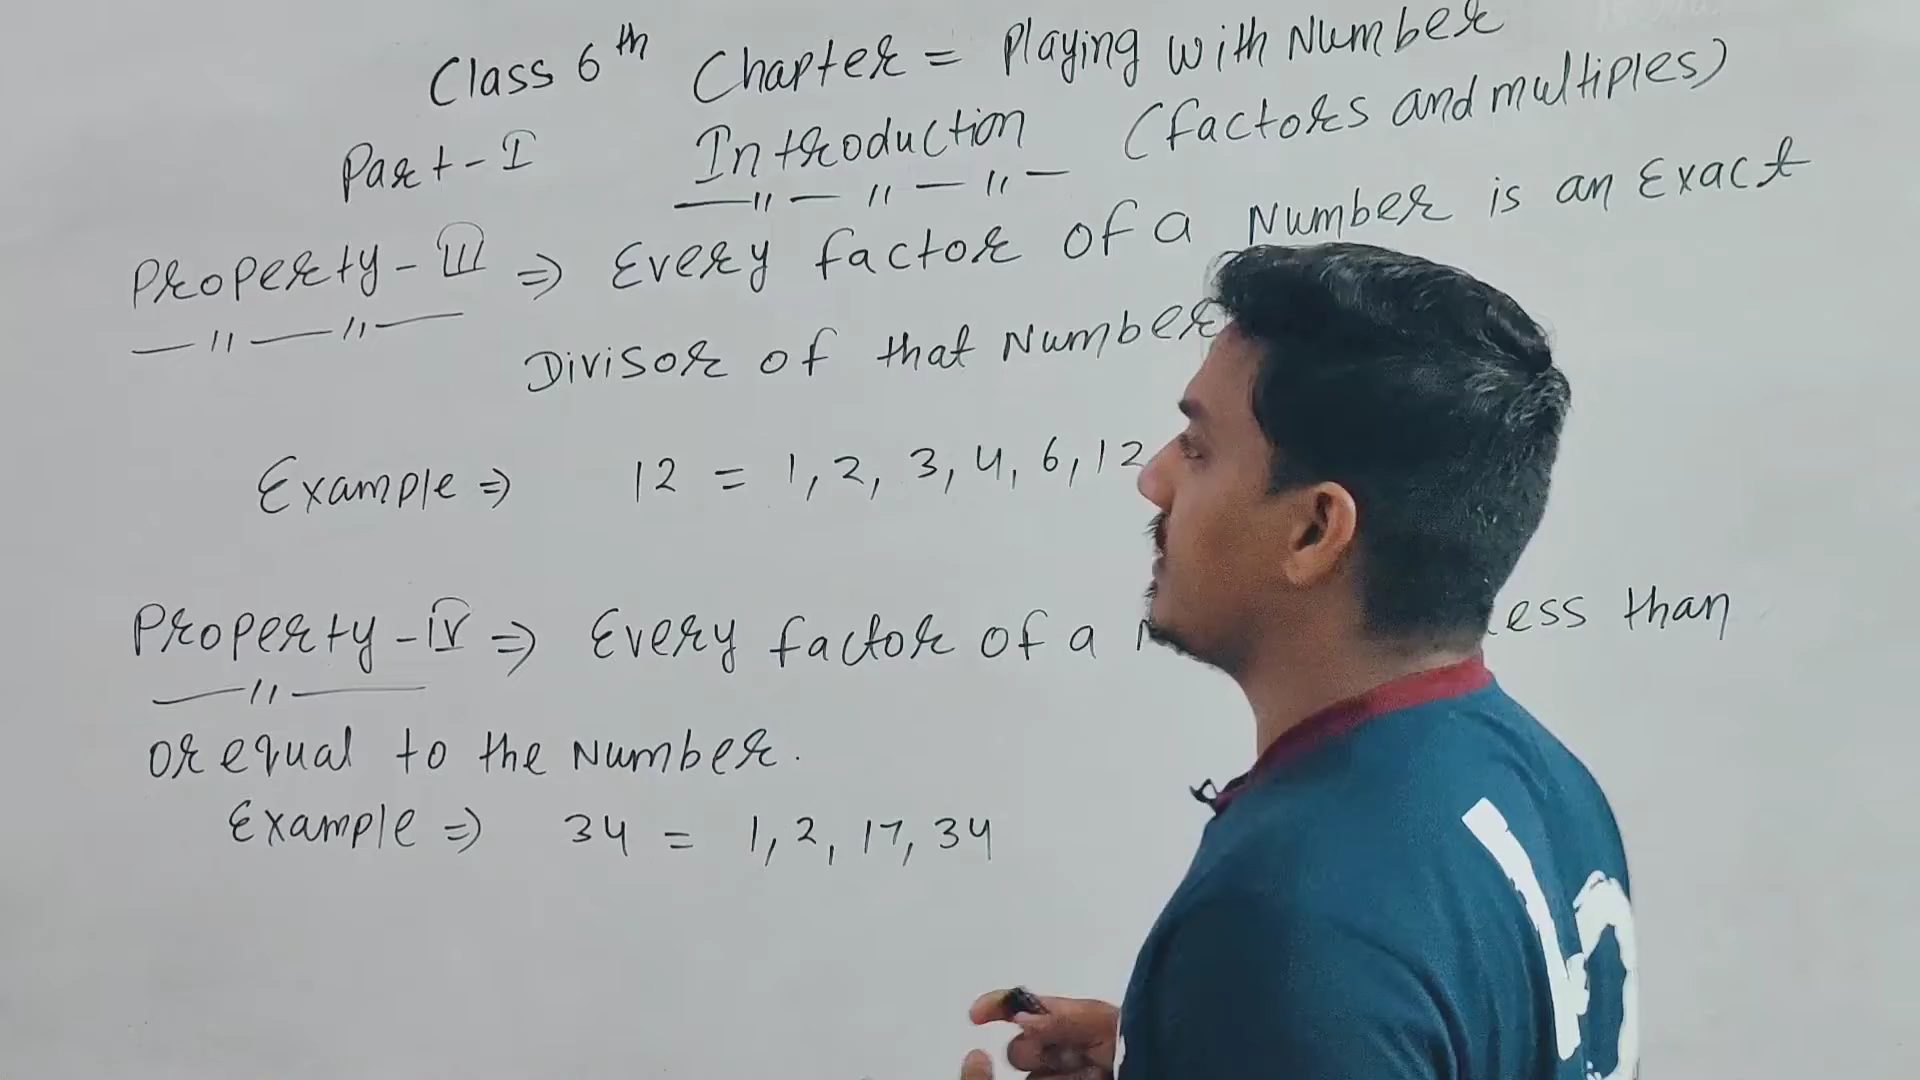 Class 6th Chapter = Playing with Number
Part-I Introduction (factors and multiples)
Property-III ⇒ Every factor of a Number is an Exact
Divisor of that Number
Example ⇒ 12 = 1, 2, 3, 4, 6, 12
Property-IV ⇒ Every factor of a less than
or equal to the Number.
Example ⇒ 34 = 1, 2, 17, 34